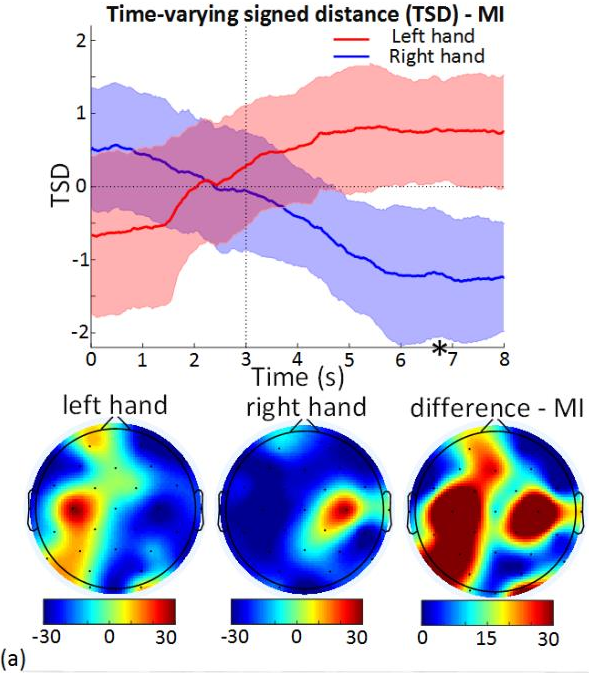 Time-varying signed distance (TSD) - MI
Left hand
Right hand
TSD
2
1
0
-1
-2
0 1 2 3 4 5 6 * 7 8
Time (s)
left hand right hand difference - MI
-30 0 30 -30 0 30 0 15 30
(a)